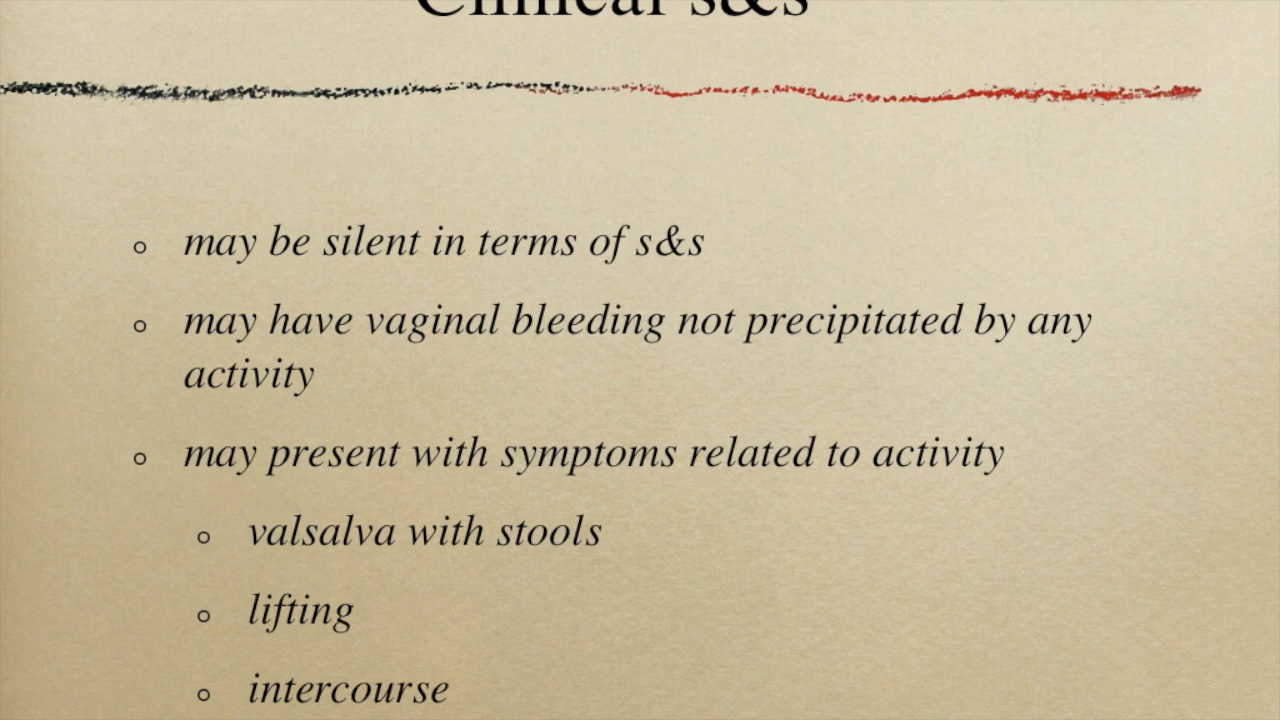 Clinical s&s
may be silent in terms of s&s
may have vaginal bleeding not precipitated by any
activity
may present with symptoms related to activity
valsalva with stools
lifting
intercourse